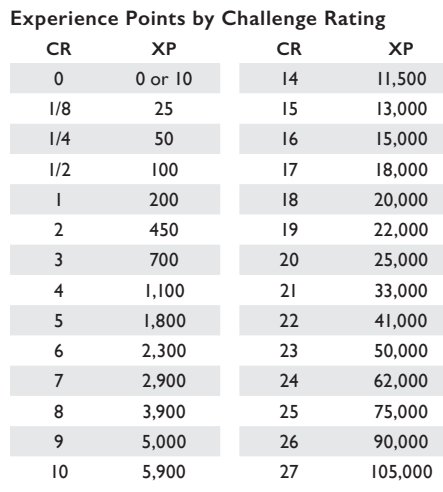 Experience Points by Challenge Rating
CR XP CR XP
0 0 or 10 14 11,500
1/8 25 15 13,000
1/4 50 16 15,000
1/2 100 17 18,000
1 200 18 20,000
2 450 19 22,000
3 700 20 25,000
4 1,100 21 33,000
5 1,800 22 41,000
6 2,300 23 50,000
7 2,900 24 62,000
8 3,900 25 75,000
9 5,000 26 90,000
10 5,900 27 105,000